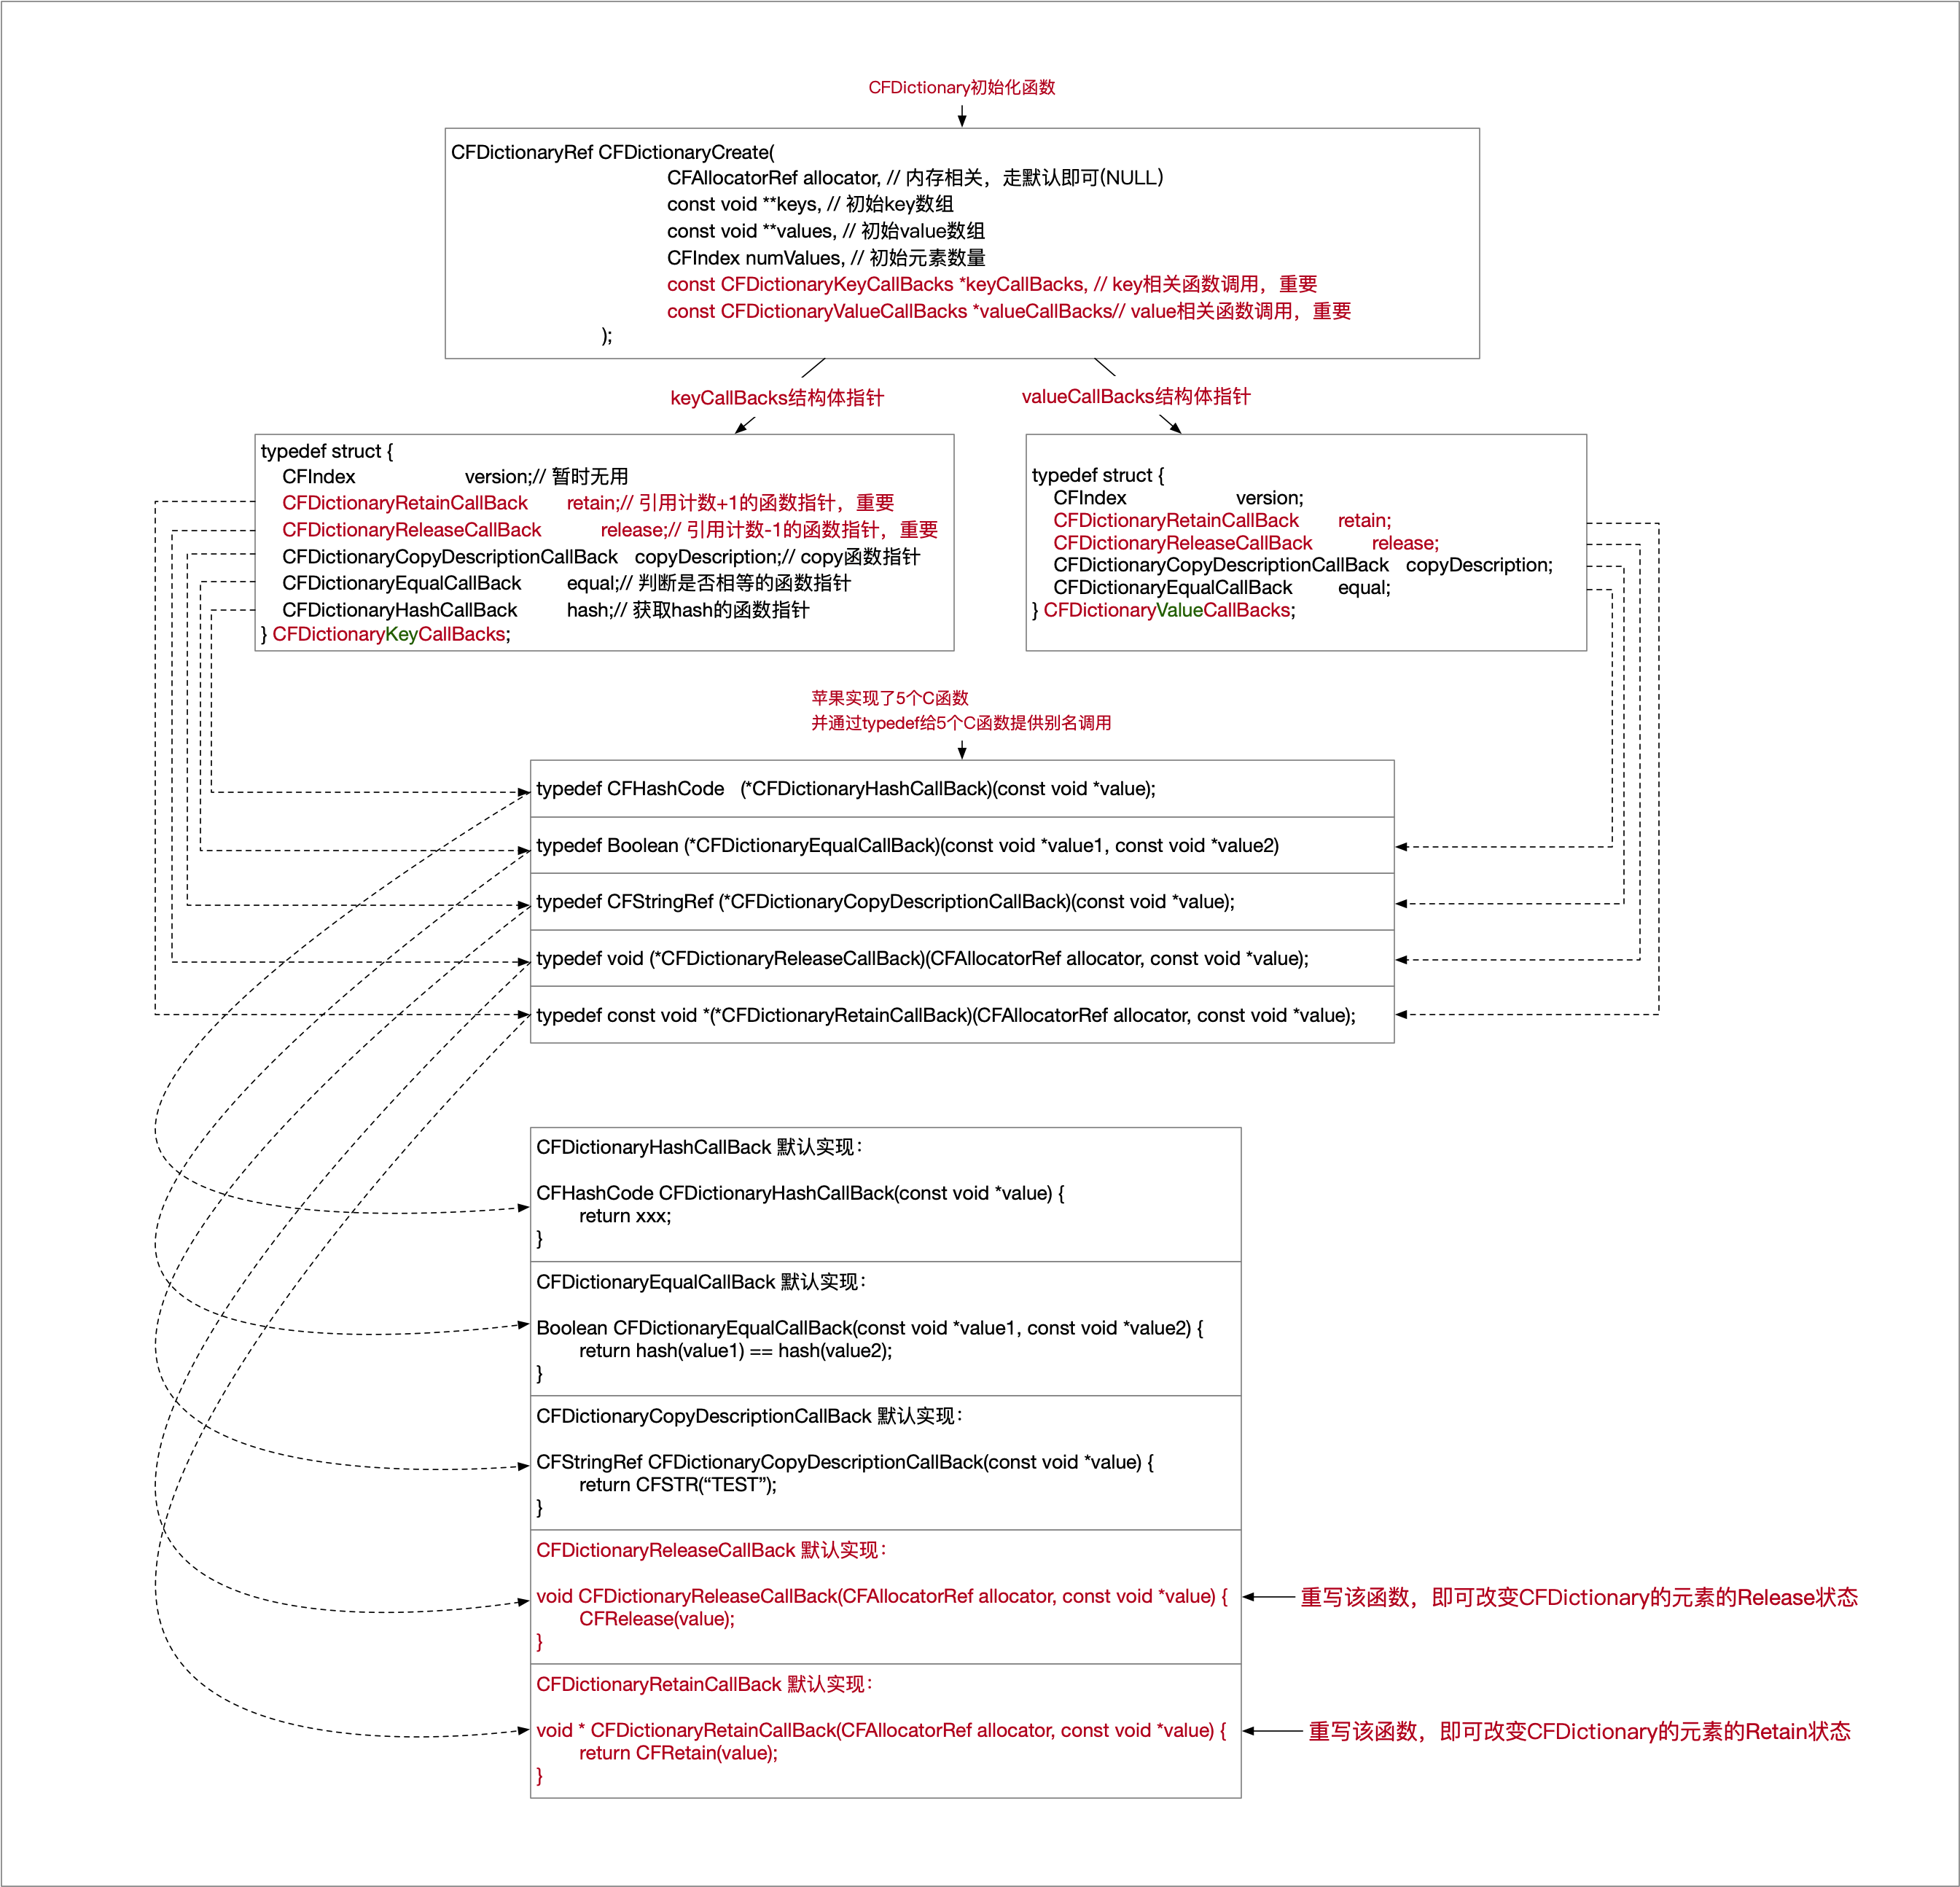 CFDictionary初始化函数
CFDictionaryRef CFDictionaryCreate(
CFAllocatorRef allocator, // 内存相关，走默认即可(NULL)
const void **keys, // 初始key数组
const void **values, // 初始value数组
CFIndex numValues, // 初始元素数量
const CFDictionaryKeyCallBacks *keyCallBacks, // key相关函数调用，重要
const CFDictionaryValueCallBacks *valueCallBacks// value相关函数调用，重要
);
keyCallBacks结构体指针
valueCallBacks结构体指针
typedef struct {
CFIndex version;// 暂时无用
CFDictionaryRetainCallBack retain;// 引用计数+1的函数指针，重要
CFDictionaryReleaseCallBack release;// 引用计数-1的函数指针，重要
CFDictionaryCopyDescriptionCallBack copyDescription;// copy函数指针
CFDictionaryEqualCallBack equal;// 判断是否相等的函数指针
CFDictionaryHashCallBack hash;// 获取hash的函数指针
} CFDictionaryKeyCallBacks;
typedef struct {
CFIndex version;
CFDictionaryRetainCallBack retain;
CFDictionaryReleaseCallBack release;
CFDictionaryCopyDescriptionCallBack copyDescription;
CFDictionaryEqualCallBack equal;
} CFDictionaryValueCallBacks;
苹果实现了5个C函数
并通过typedef给5个C函数提供别名调用
typedef CFHashCode (*CFDictionaryHashCallBack)(const void *value);
typedef Boolean (*CFDictionaryEqualCallBack)(const void *value1, const void *value2)
typedef CFStringRef (*CFDictionaryCopyDescriptionCallBack)(const void *value);
typedef void (*CFDictionaryReleaseCallBack)(CFAllocatorRef allocator, const void *value);
typedef const void *(*CFDictionaryRetainCallBack)(CFAllocatorRef allocator, const void *value);
CFDictionaryHashCallBack 默认实现：
CFHashCode CFDictionaryHashCallBack(const void *value) {
return xxx;
}
CFDictionaryEqualCallBack 默认实现：
Boolean CFDictionaryEqualCallBack(const void *value1, const void *value2) {
return hash(value1) == hash(value2);
}
CFDictionaryCopyDescriptionCallBack 默认实现：
CFStringRef CFDictionaryCopyDescriptionCallBack(const void *value) {
return CFSTR(“TEST”);
}
CFDictionaryReleaseCallBack 默认实现：
void CFDictionaryReleaseCallBack(CFAllocatorRef allocator, const void *value) {
CFRelease(value);
}
重写该函数，即可改变CFDictionary的元素的Release状态
CFDictionaryRetainCallBack 默认实现：
void * CFDictionaryRetainCallBack(CFAllocatorRef allocator, const void *value) {
return CFRetain(value);
}
重写该函数，即可改变CFDictionary的元素的Retain状态